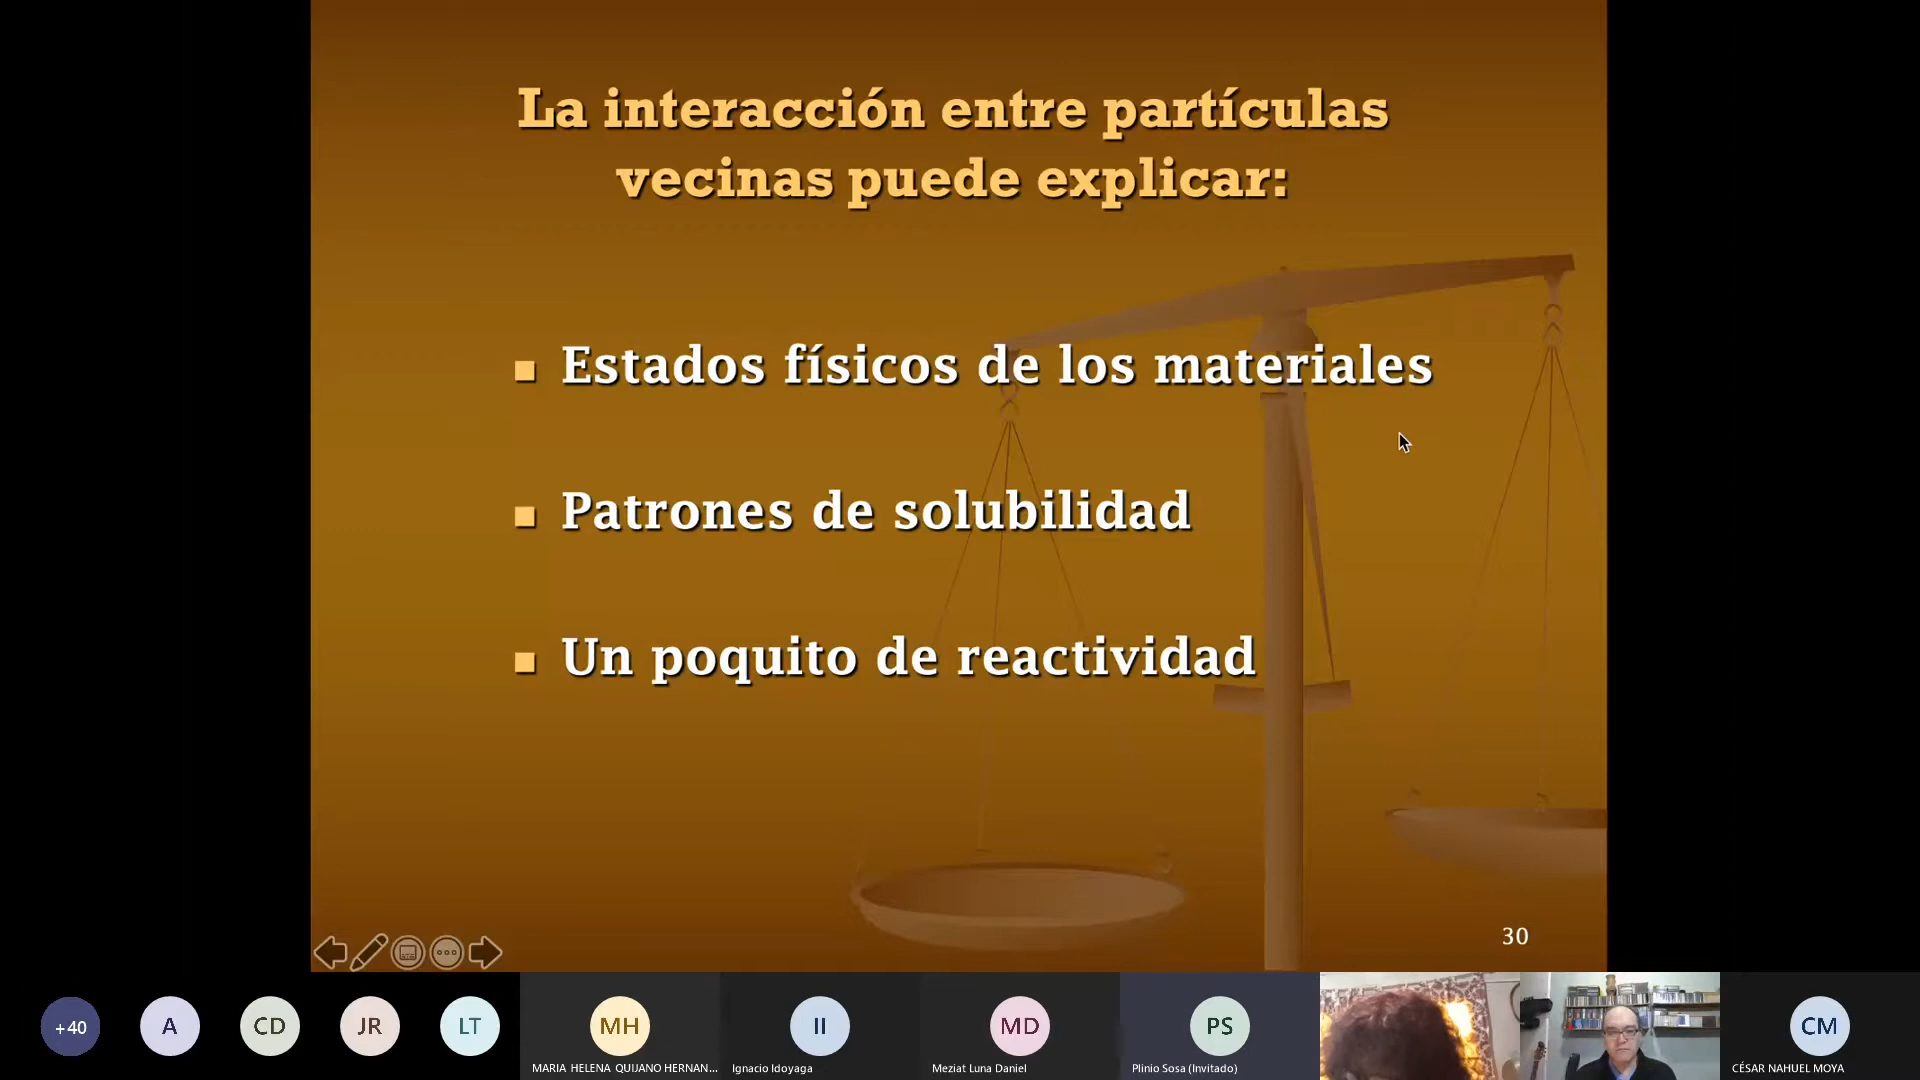 La interacción entre partículas
vecinas puede explicar:
Estados físicos de los materiales
Patrones de solubilidad
Un poquito de reactividad
30
+40
A
CD
JR
LT
MH
II
MD
PS
CM
MARIA HELENA QUIJANO HERNAN...
Ignacio Idoyaga
Meziat Luna Daniel
Plinio Sosa (Invitado)
CÉSAR NAHUEL MOYA